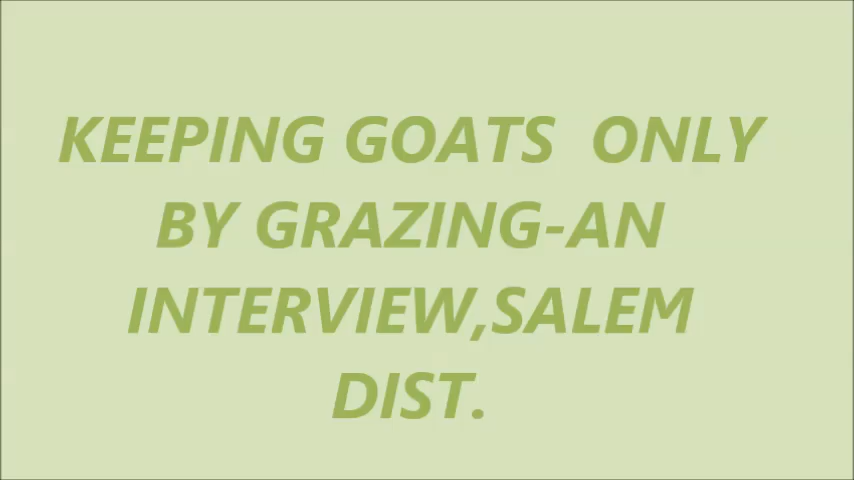 KEEPING GOATS ONLY
BY GRAZING-AN
INTERVIEW,SALEM
DIST.